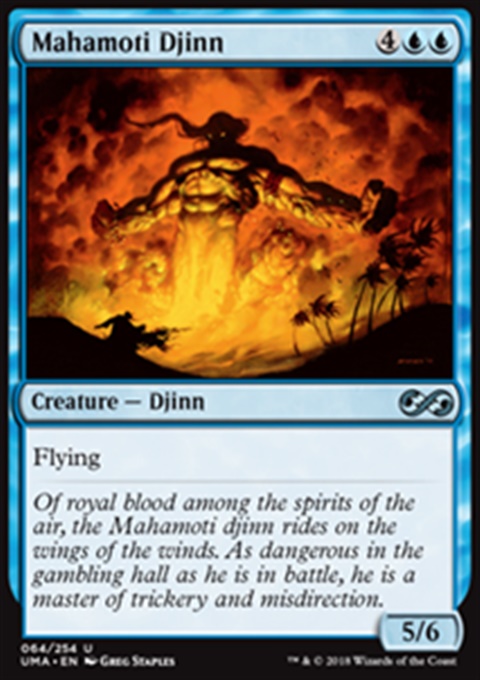 Mahamoti Djinn 4
Creature — Djinn
Flying
Of royal blood among the spirits of the
air, the Mahamoti djinn rides on the
wings of the winds. As dangerous in the
gambling hall as he is in battle, he is a
master of trickery and misdirection.
5/6
064/254 U
UMA • EN Greg Staples ™ & © 2018 Wizards of the Coast